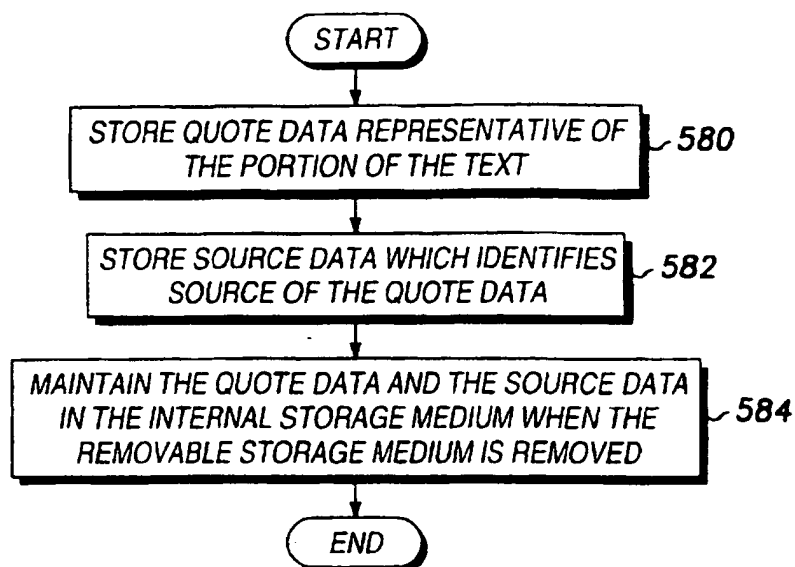 START
STORE QUOTE DATA REPRESENTATIVE OF
THE PORTION OF THE TEXT
580
STORE SOURCE DATA WHICH IDENTIFIES
SOURCE OF THE QUOTE DATA
582
MAINTAIN THE QUOTE DATA AND THE SOURCE DATA
IN THE INTERNAL STORAGE MEDIUM WHEN THE
REMOVABLE STORAGE MEDIUM IS REMOVED
584
END